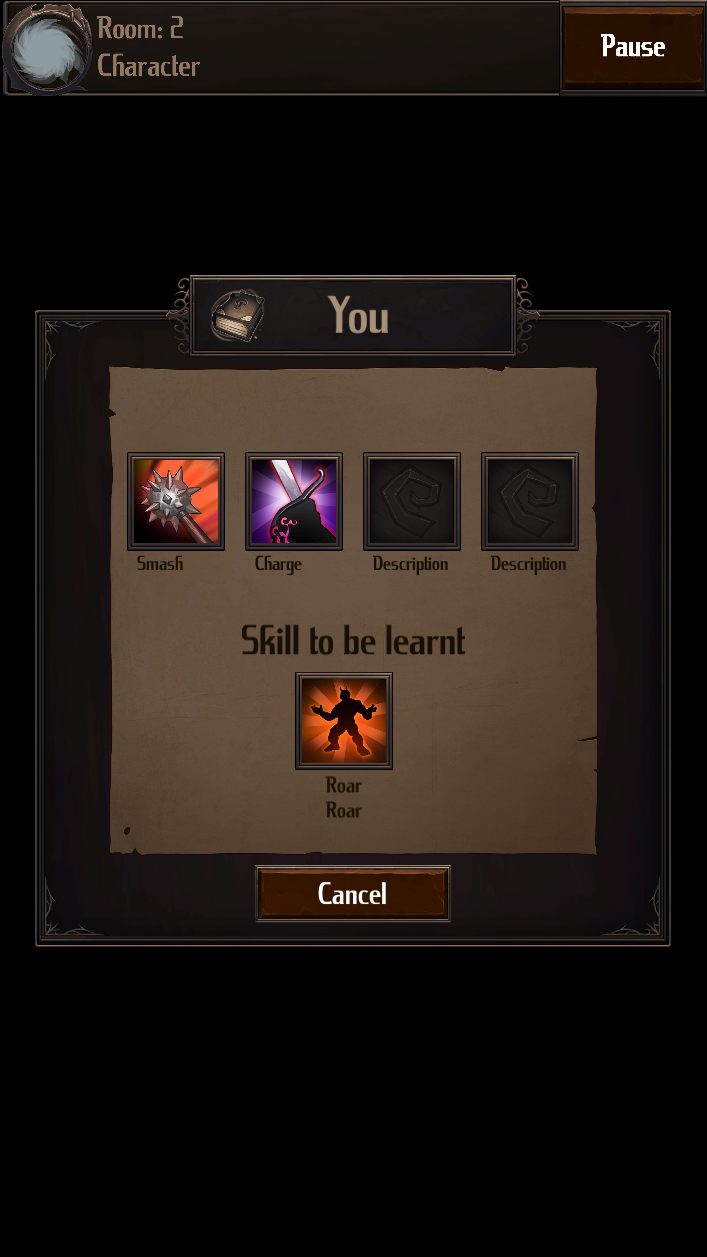 Room: 2
Character
Pause
You
Smash
Charge
Description
Description
Skill to be learnt
Roar
Roar
Cancel